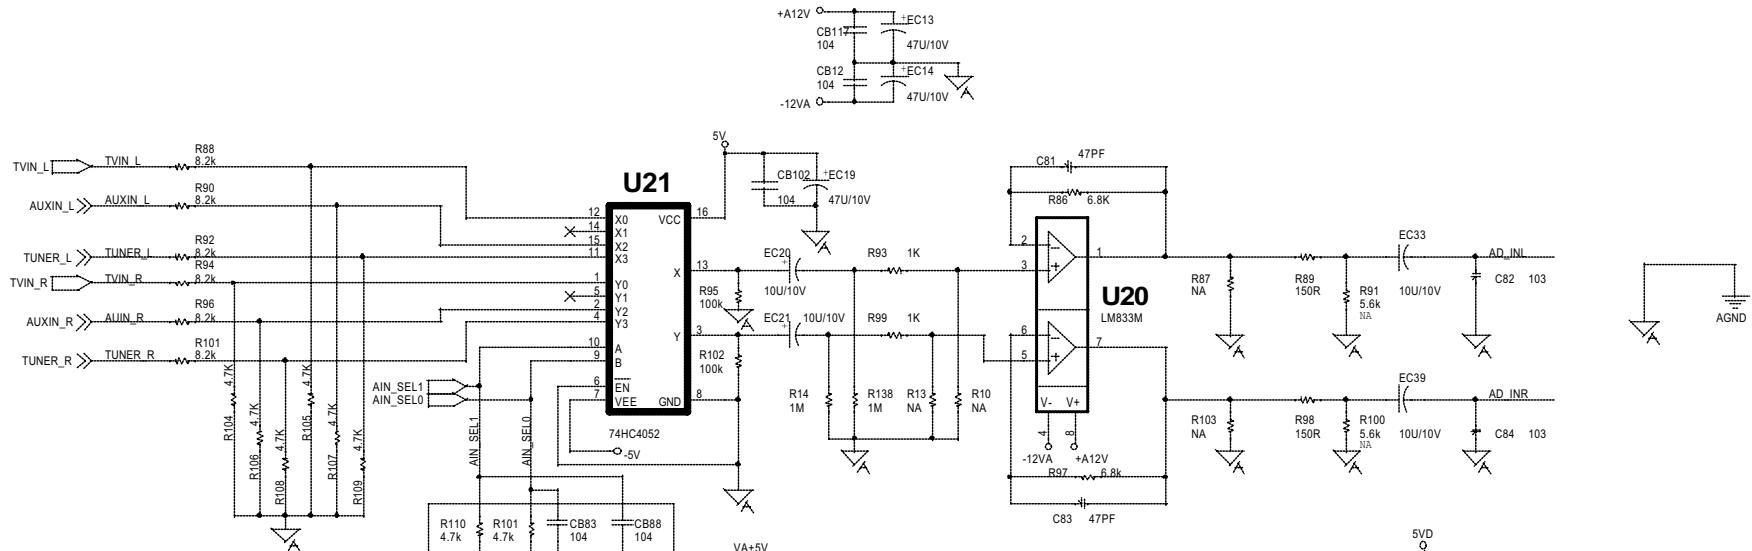 +A12V
CB117
104
+EC13
47U/10V
CB12
104
+EC14
47U/10V
-12VA
A
5V
CB102
104
+EC19
47U/10V
A
TVIN_L
TVIN_L
R88
8.2k
AUXIN_L
AUXIN_L
R90
8.2k
TUNER_L
TUNER_L
R92
8.2k
TVIN_R
TVIN_R
R94
8.2k
AUXIN_R
AUIN_R
R96
8.2k
TUNER_R
TUNER_R
R101
8.2k
4.7K
R104
4.7K
R106
4.7K
R108
4.7K
R105
4.7K
R107
4.7K
R109
A
U21
12 X0
14 X1
15 X2
11 X3
1 Y0
5 Y1
2 Y2
4 Y3
10 A
9 B
6 EN
7 VEE
VCC 16
X 13
Y 3
GND 8
74HC4052
-5V
AIN_SEL1
AIN_SEL0
AIN_SEL1
AIN_SEL0
R110
4.7k
R101
4.7k
CB83
104
CB88
104
VA+5V
R95
100k
A
R102
100k
A
EC20
+
10U/10V
EC21
+
10U/10V
R93 1K
R99 1K
R14
1M
R138
1M
R13
NA
R10
NA
A
C81 47PF
R86 6.8K
2
3
1
U20
LM833M
6
5
7
V- V+
4 8
-12VA +A12V
R97 6.8k
C83 47PF
R87
NA
A
R89
150R
R91
5.6k
NA
A
EC33
10U/10V
AD_INL
C82 103
A
R103
NA
A
R98
150R
R100
5.6k
NA
A
EC39
10U/10V
AD_INR
C84 103
A
A
AGND
5VD